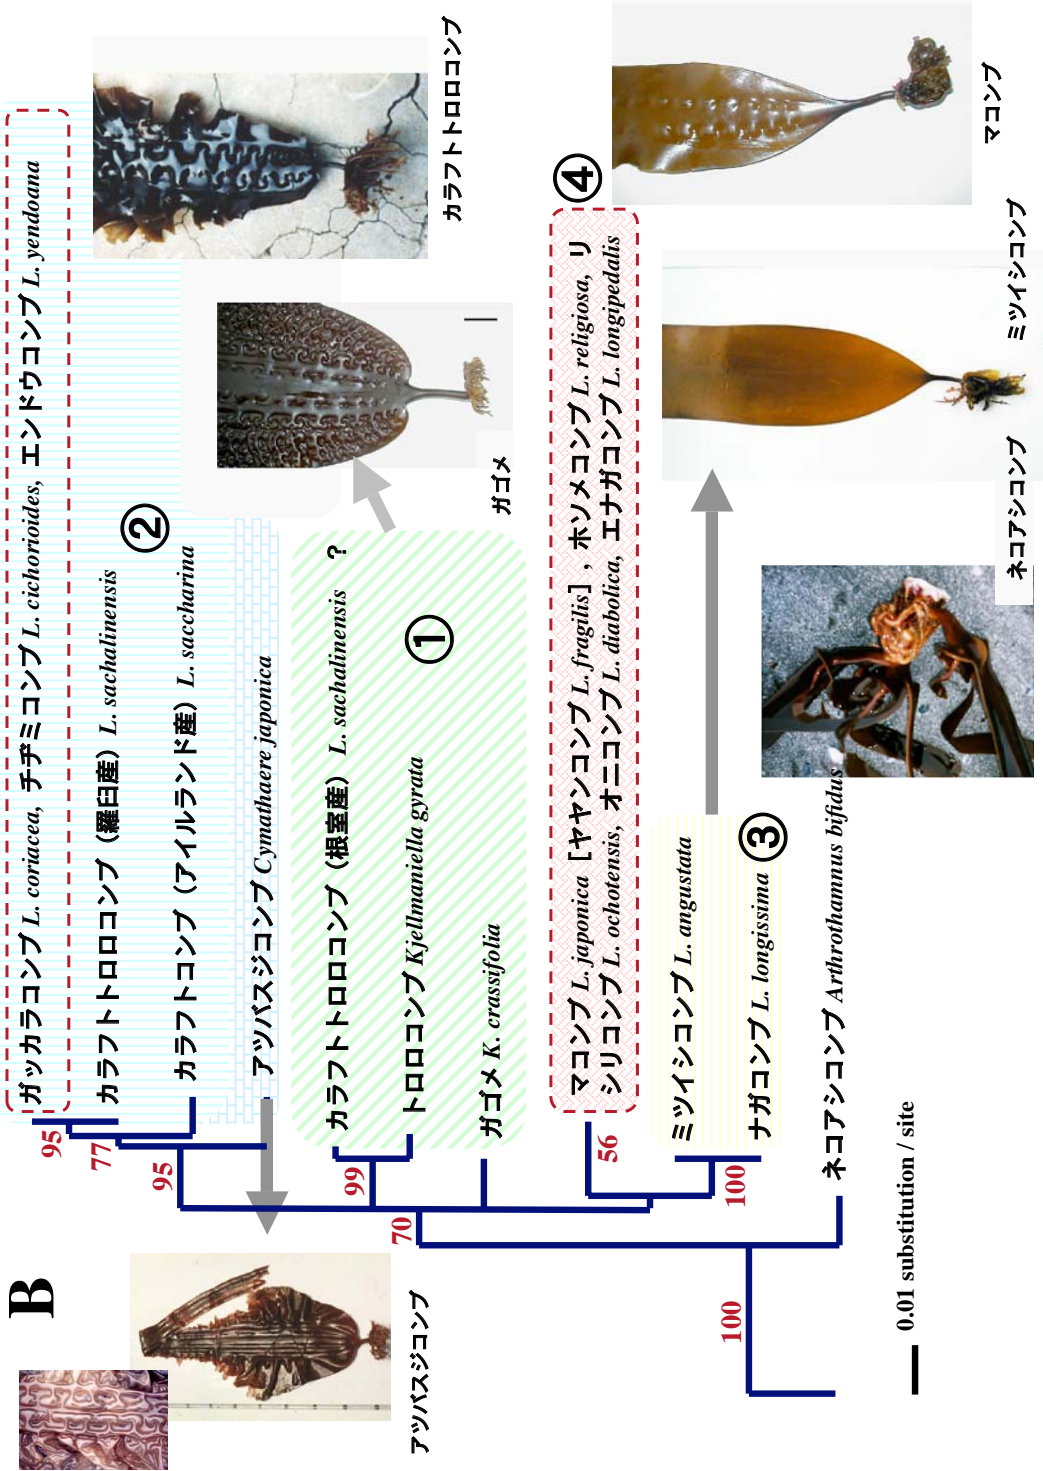 B
ガッカラコンブ L. coriacea, チヂミコンブ L. cichorioides, エンドウコンブ L. yendoana
カラフトトロロコンブ（羅臼産）L. sachalinensis
②
カラフトコンブ（アイルランド産）L. saccharina
アツバスジコンブ Cymathaere japonica
カラフトトロロコンブ（根室産）L. sachalinensis ？
トロロコンブ Kjellmaniella gyrata
①
ガゴメ K. crassifolia
マコンブ L. japonica [ヤヤンコンブ L. fragilis] , ホソメコンブ L. religiosa, リ
シリコンブ L. ochotensis, オニコンブ L. diabolica, エナガコンブ L. longipedalis
④
ミツイシコンブ L. angustata
ナガコンブ L. longissima
③
ネコアシコンブ Arthrothamnus bifidus
95
77
95
99
70
56
100
100
0.01 substitution / site
アツバスジコンブ
カラフトトロロコンブ
ガゴメ
マコンブ
ミツイシコンブ
ネコアシコンブ